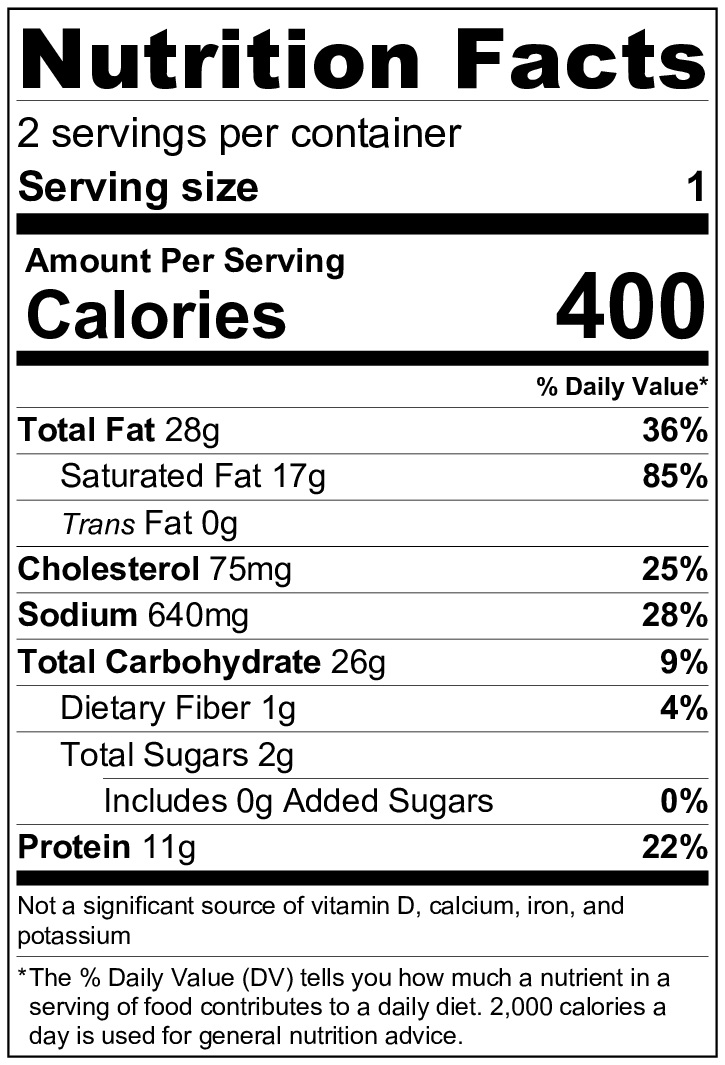 Nutrition Facts
2 servings per container
Serving size 1
Amount Per Serving
Calories 400
% Daily Value*
Total Fat 28g 36%
Saturated Fat 17g 85%
Trans Fat 0g
Cholesterol 75mg 25%
Sodium 640mg 28%
Total Carbohydrate 26g 9%
Dietary Fiber 1g 4%
Total Sugars 2g
Includes 0g Added Sugars 0%
Protein 11g 22%
Not a significant source of vitamin D, calcium, iron, and
potassium
*The % Daily Value (DV) tells you how much a nutrient in a
serving of food contributes to a daily diet. 2,000 calories a
day is used for general nutrition advice.